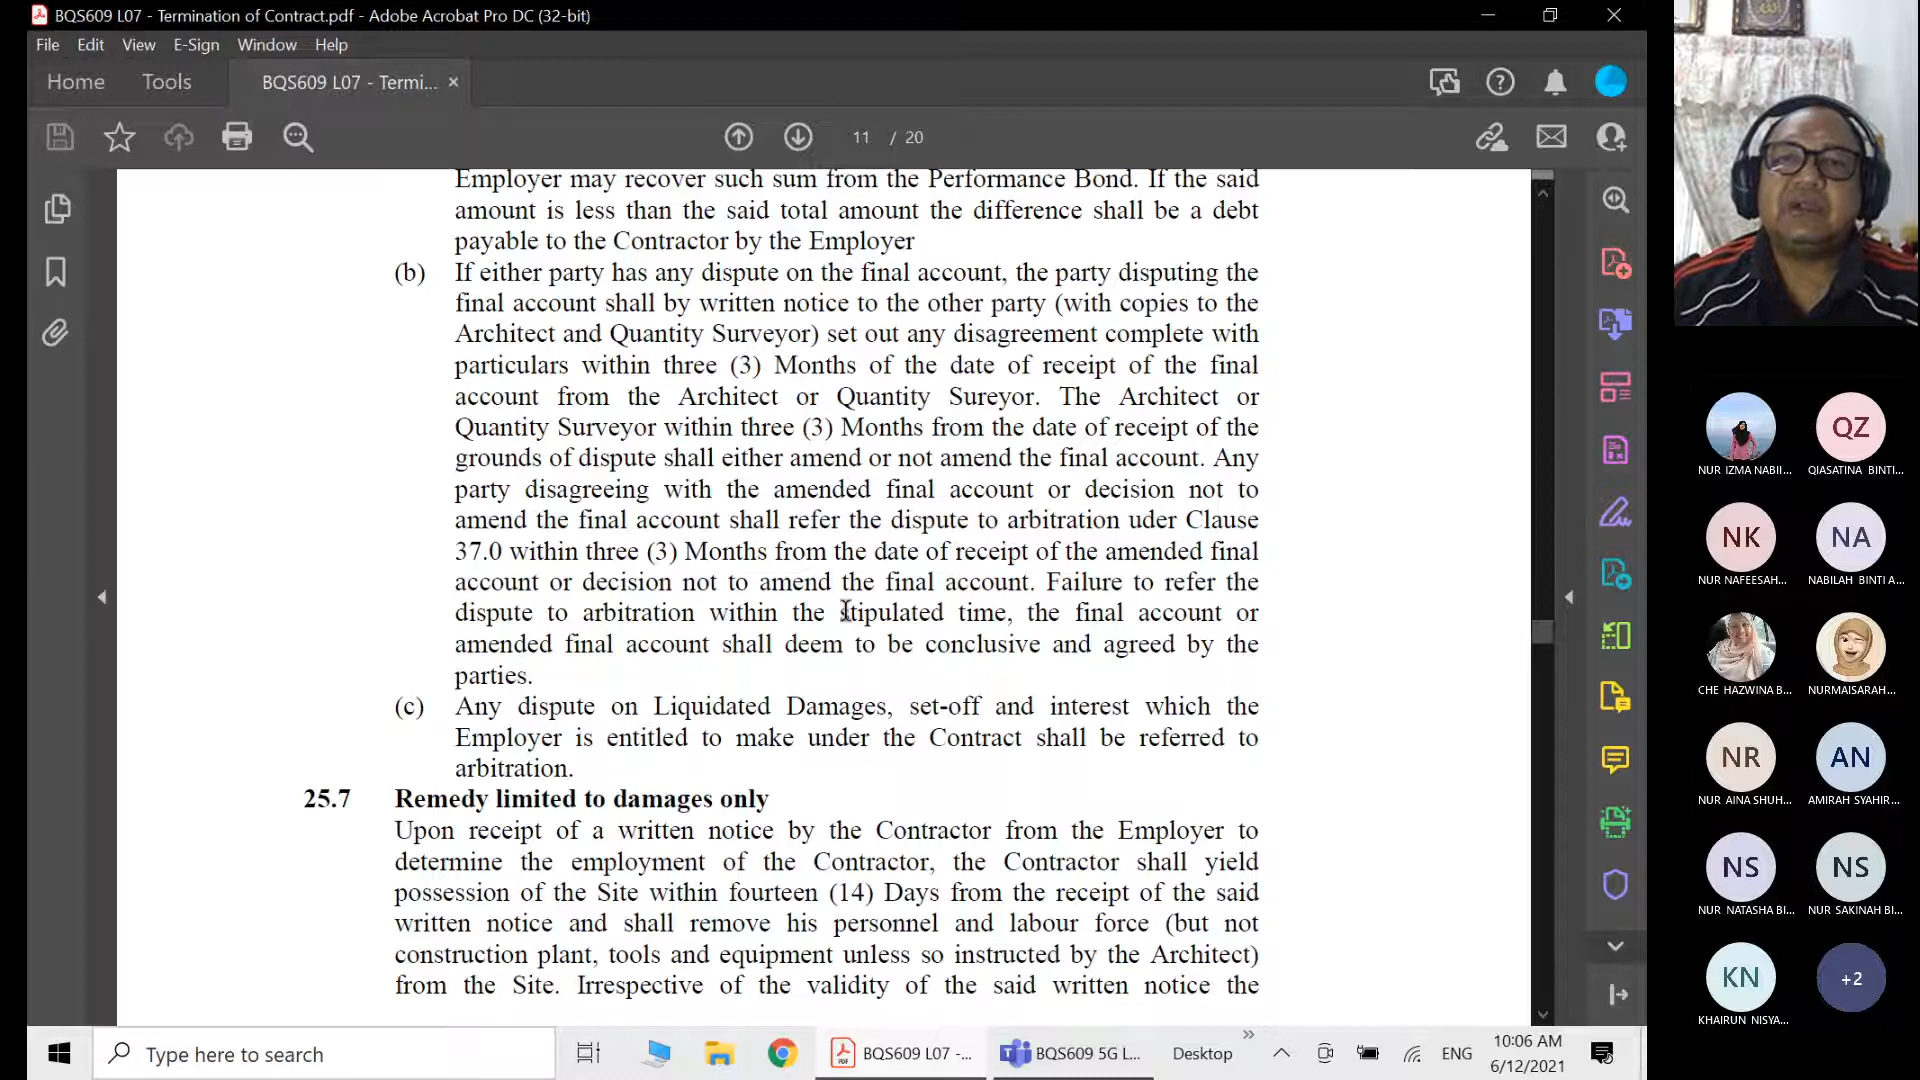 BQS609 L07 - Termination of Contract.pdf - Adobe Acrobat Pro DC (32-bit)
File Edit View E-Sign Window Help
Home Tools BQS609 L07 - Termi...
11 / 20
Employer may recover such sum from the Performance Bond. If the said
amount is less than the said total amount the difference shall be a debt
payable to the Contractor by the Employer
(b) If either party has any dispute on the final account, the party disputing the
final account shall by written notice to the other party (with copies to the
Architect and Quantity Surveyor) set out any disagreement complete with
particulars within three (3) Months of the date of receipt of the final
account from the Architect or Quantity Sureyor. The Architect or
Quantity Surveyor within three (3) Months from the date of receipt of the
grounds of dispute shall either amend or not amend the final account. Any
party disagreeing with the amended final account or decision not to
amend the final account shall refer the dispute to arbitration uder Clause
37.0 within three (3) Months from the date of receipt of the amended final
account or decision not to amend the final account. Failure to refer the
dispute to arbitration within the stipulated time, the final account or
amended final account shall deem to be conclusive and agreed by the
parties.
(c) Any dispute on Liquidated Damages, set-off and interest which the
Employer is entitled to make under the Contract shall be referred to
arbitration.
25.7 Remedy limited to damages only
Upon receipt of a written notice by the Contractor from the Employer to
determine the employment of the Contractor, the Contractor shall yield
possession of the Site within fourteen (14) Days from the receipt of the said
written notice and shall remove his personnel and labour force (but not
construction plant, tools and equipment unless so instructed by the Architect)
from the Site. Irrespective of the validity of the said written notice the
QZ
NUR IZMA NABII... QIASATINA BINTI...
NK NA
NUR NAFEESAH... NABILAH BINTI A...
CHE HAZWINA B... NURMAISARAH...
NR AN
NUR AINA SHUH... AMIRAH SYAHIR...
NS NS
NUR NATASHA BI... NUR SAKINAH BI...
KN +2
KHAIRUN NISYA...
Type here to search
BQS609 L07 -...
BQS609 5G L...
Desktop
ENG
10:06 AM
6/12/2021